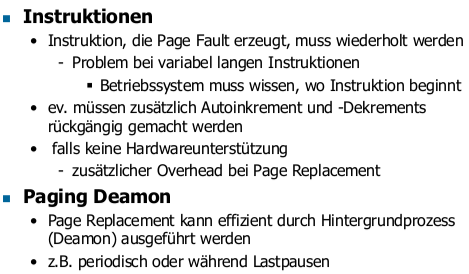 Instruktionen
• Instruktion, die Page Fault erzeugt, muss wiederholt werden
- Problem bei variabel langen Instruktionen
▪ Betriebssystem muss wissen, wo Instruktion beginnt
• ev. müssen zusätzlich Autoinkrement und -Dekrements
rückgängig gemacht werden
• falls keine Hardwareunterstützung
- zusätzlicher Overhead bei Page Replacement
Paging Deamon
• Page Replacement kann effizient durch Hintergrundprozess
(Deamon) ausgeführt werden
• z.B. periodisch oder während Lastpausen